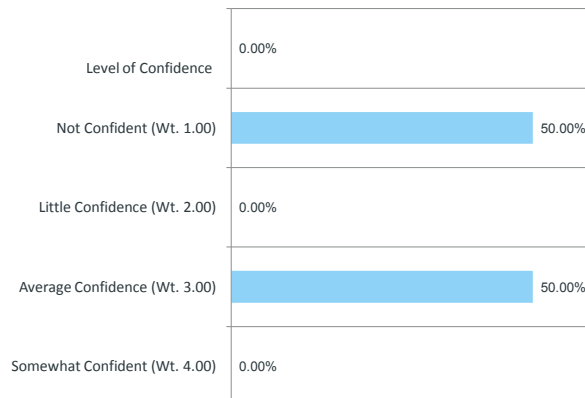 0.00%
Level of Confidence
Not Confident (Wt. 1.00) 50.00%
Little Confidence (Wt. 2.00) 0.00%
Average Confidence (Wt. 3.00) 50.00%
Somewhat Confident (Wt. 4.00) 0.00%